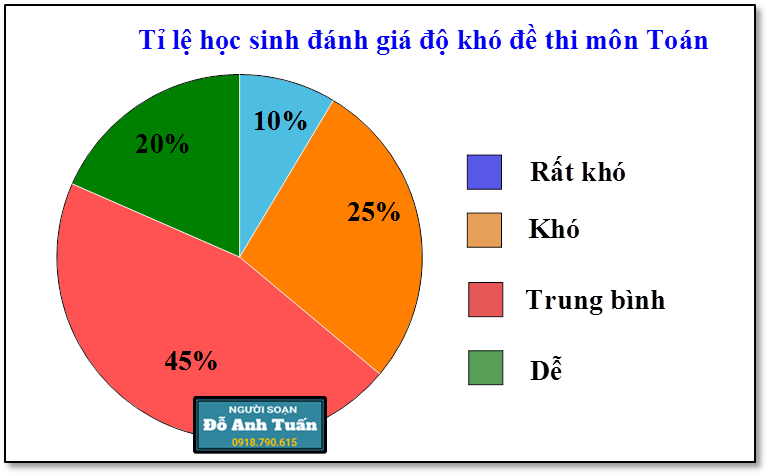 Tỉ lệ học sinh đánh giá độ khó đề thi môn Toán
10%
20%
25%
45%
Rất khó
Khó
Trung bình
Dễ
NGƯỜI SOẠN
Đỗ Anh Tuấn
0918.790.615